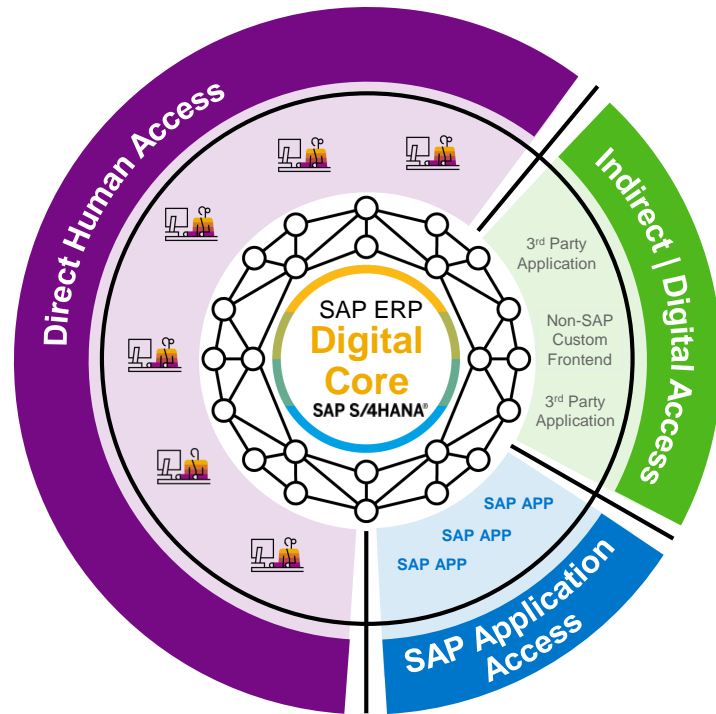 Direct Human Access
Indirect | Digital Access
3rd Party
Application
Non-SAP
Custom
Frontend
3rd Party
Application
SAP ERP
Digital
Core
SAP S/4HANA®
SAP APP
SAP APP
SAP APP
SAP Application
Access